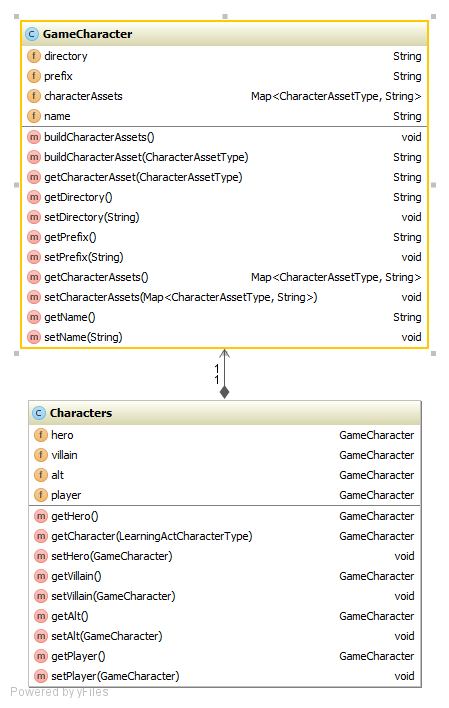 C GameCharacter
f directory String
f prefix String
f characterAssets Map<CharacterAssetType, String>
f name String
m buildCharacterAssets() void
m buildCharacterAsset(CharacterAssetType) String
m getCharacterAsset(CharacterAssetType) String
m getDirectory() String
m setDirectory(String) void
m getPrefix() String
m setPrefix(String) void
m getCharacterAssets() Map<CharacterAssetType, String>
m setCharacterAssets(Map<CharacterAssetType, String>) void
m getName() String
m setName(String) void
1
1
C Characters
f hero GameCharacter
f villain GameCharacter
f alt GameCharacter
f player GameCharacter
m getHero() GameCharacter
m getCharacter(LearningActCharacterType) GameCharacter
m setHero(GameCharacter) void
m getVillain() GameCharacter
m setVillain(GameCharacter) void
m getAlt() GameCharacter
m setAlt(GameCharacter) void
m getPlayer() GameCharacter
m setPlayer(GameCharacter) void
Powered by yFiles